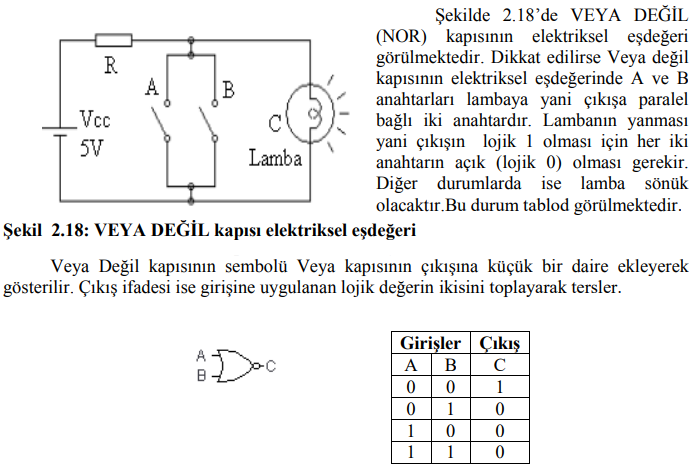 Şekilde 2.18’de VEYA DEĞİL
(NOR) kapısının elektriksel eşdeğeri
görülmektedir. Dikkat edilirse Veya değil
kapısının elektriksel eşdeğerinde A ve B
anahtarları lambaya yani çıkışa paralel
bağlı iki anahtardır. Lambanın yanması
yani çıkışın lojik 1 olması için her iki
anahtarın açık (lojik 0) olması gerekir.
Diğer durumlarda ise lamba sönük
olacaktır.Bu durum tablod görülmektedir.
R
A
B
Vcc
5V
C
Lamba
Şekil 2.18: VEYA DEĞİL kapısı elektriksel eşdeğeri
Veya Değil kapısının sembolü Veya kapısının çıkışına küçük bir daire ekleyerek
gösterilir. Çıkış ifadesi ise girişine uygulanan lojik değerin ikisini toplayarak tersler.
A
B
C
Girişler Çıkış
A B C
0 0 1
0 1 0
1 0 0
1 1 0